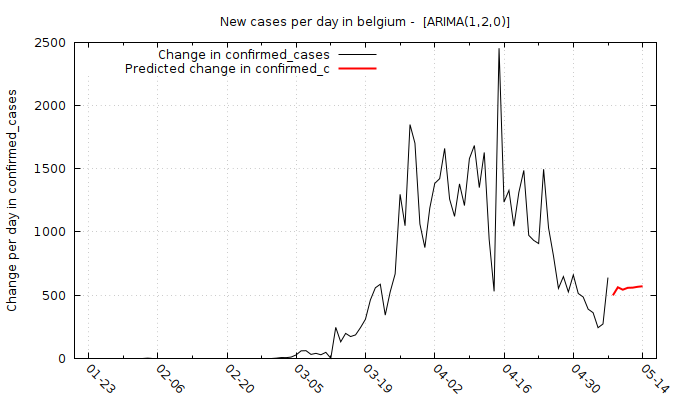 New cases per day in belgium -  [ARIMA(1,2,0)]
Change in confirmed_cases
Predicted change in confirmed_c
Change per day in confirmed_cases
2500
2000
1500
1000
500
0
01-23 02-06 02-20 03-05 03-19 04-02 04-16 04-30 05-14